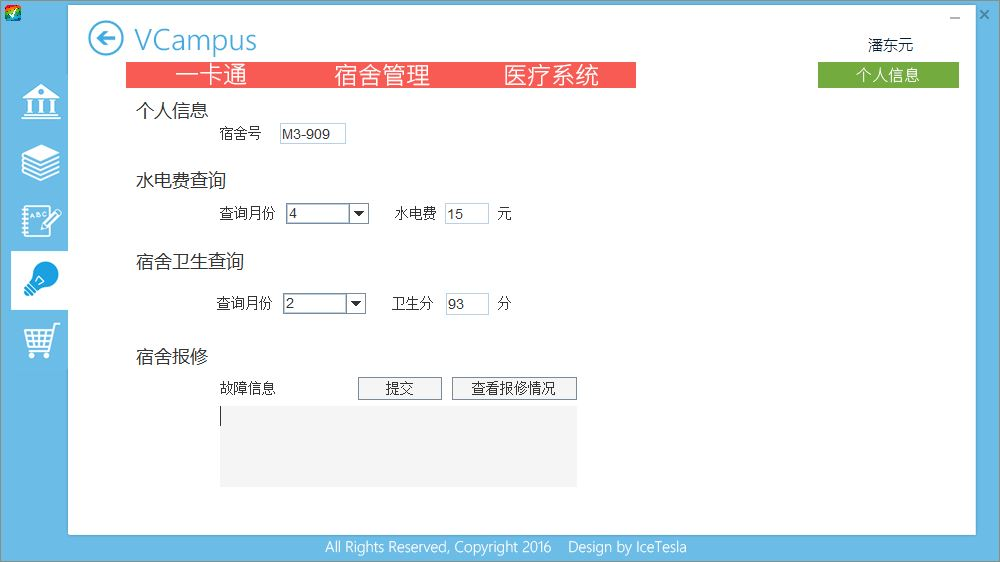 VCampus
潘东元
一卡通 宿舍管理 医疗系统
个人信息
个人信息
宿舍号 M3-909
水电费查询
查询月份 4 水电费 15 元
宿舍卫生查询
查询月份 2 卫生分 93 分
宿舍报修
故障信息 提交 查看报修情况
ABC
All Rights Reserved, Copyright 2016 Design by IceTesla